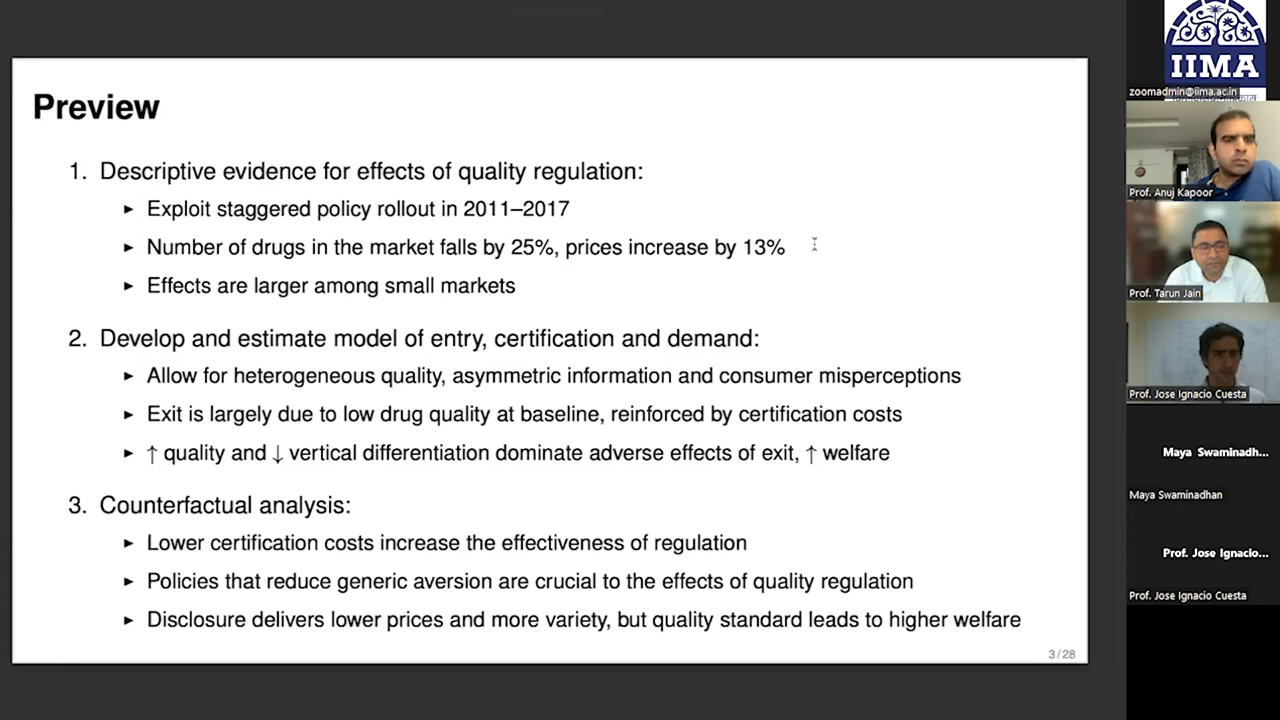 Preview
1. Descriptive evidence for effects of quality regulation:
► Exploit staggered policy rollout in 2011–2017
► Number of drugs in the market falls by 25%, prices increase by 13%
► Effects are larger among small markets
2. Develop and estimate model of entry, certification and demand:
► Allow for heterogeneous quality, asymmetric information and consumer misperceptions
► Exit is largely due to low drug quality at baseline, reinforced by certification costs
► ↑ quality and ↓ vertical differentiation dominate adverse effects of exit, ↑ welfare
3. Counterfactual analysis:
► Lower certification costs increase the effectiveness of regulation
► Policies that reduce generic aversion are crucial to the effects of quality regulation
► Disclosure delivers lower prices and more variety, but quality standard leads to higher welfare
3 / 28
IIMA
zoomadmin@iima.ac.in
Prof. Anuj Kapoor
Prof. Tarun Jain
Prof. Jose Ignacio Cuesta
Maya Swaminadh...
Maya Swaminadhan
Prof. Jose Ignacio...
Prof. Jose Ignacio Cuesta